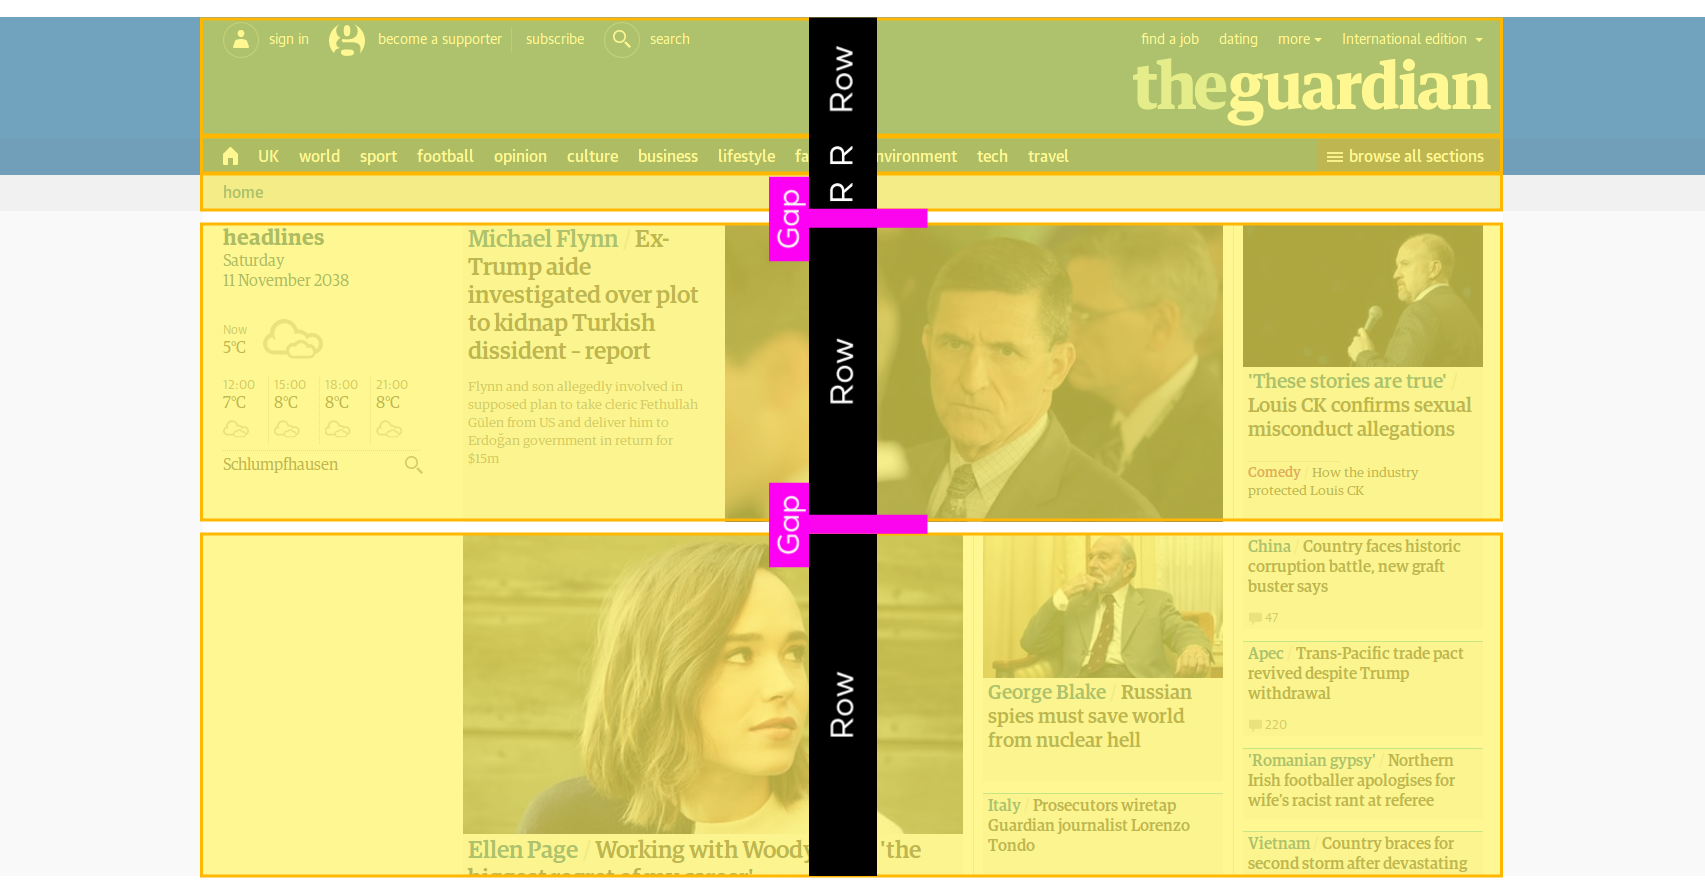 sign in
become a supporter
subscribe
search
find a job
dating
more
International edition
theguardian
UK
world
sport
football
opinion
culture
business
lifestyle
fa
nvironment
tech
travel
browse all sections
home
Row
R
R
Gap
Row
Gap
Row
headlines
Saturday
11 November 2038
Now
5°C
12:00
15:00
18:00
21:00
7°C
8°C
8°C
8°C
Schlumpfhausen
Michael Flynn / Ex-
Trump aide
investigated over plot
to kidnap Turkish
dissident – report
Flynn and son allegedly involved in
supposed plan to take cleric Fethullah
Gülen from US and deliver him to
Erdoğan government in return for
$15m
'These stories are true' /
Louis CK confirms sexual
misconduct allegations
Comedy / How the industry
protected Louis CK
Ellen Page / Working with Woody 'the
biggest regret of my career'
George Blake / Russian
spies must save world
from nuclear hell
Italy / Prosecutors wiretap
Guardian journalist Lorenzo
Tondo
China / Country faces historic
corruption battle, new graft
buster says
47
Apec / Trans-Pacific trade pact
revived despite Trump
withdrawal
220
'Romanian gypsy' / Northern
Irish footballer apologises for
wife's racist rant at referee
Vietnam / Country braces for
second storm after devastating